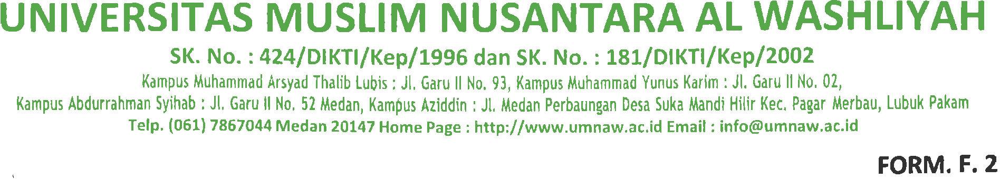 UNIVERSITAS MUSLIM NUSANTARA AL WASHLIYAH
SK. No. : 424/DIKTI/Kep/1996 dan SK. No. : 181/DIKTI/Kep/2002
Kampus Muhammad Arsyad Thalib Lubis : Jl. Garu II No. 93, Kampus Muhammad Yunus Karim : Jl. Garu II No. 02,
Kampus Abdurrahman Syihab : Jl. Garu II No. 52 Medan, Kampus Aziddin : Jl. Medan Perbaungan Desa Suka Mandi Hilir Kec. Pagar Merbau, Lubuk Pakam
Telp. (061) 7867044 Medan 20147 Home Page : http://www.umnaw.ac.id Email : info@umnaw.ac.id
FORM. F. 2